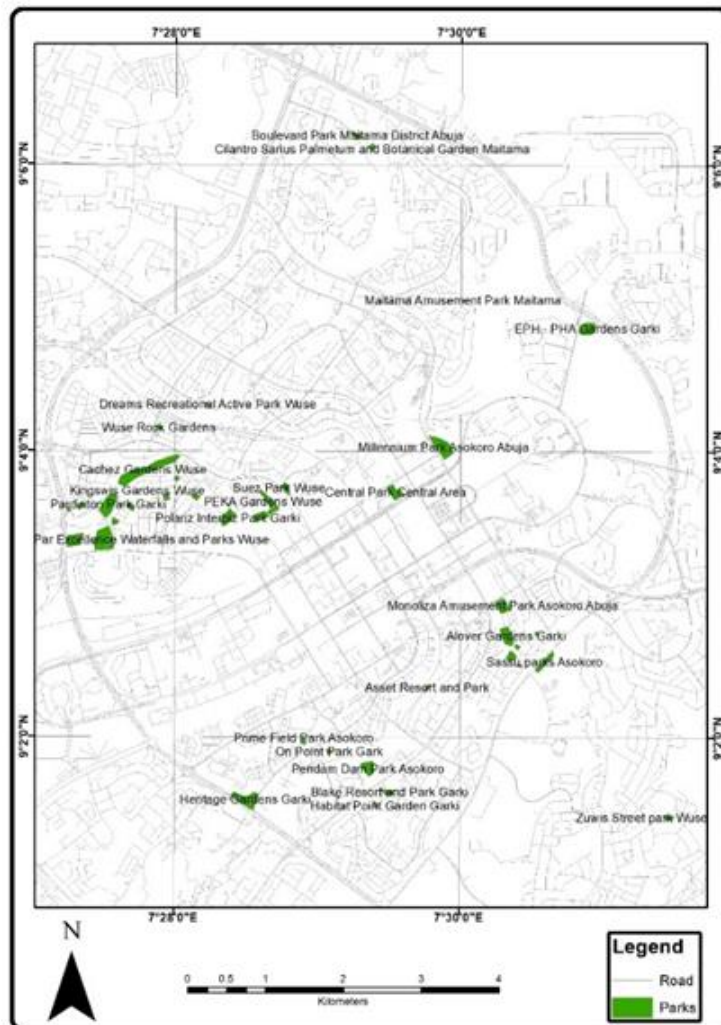 7°28'0"E
7°30'0"E
Boulevard Park Maitama District Abuja
Cilantro Sarius Palmetum and Botanical Garden Maitama
9°6'0"N
9°6'0"N
Maitama Amusement Park Maitama
EPH - PHA Gardens Garki
Dreams Recreational Active Park Wuse
Wuse Rock Gardens
9°4'0"N
Millennium Park Asokoro Abuja
9°4'0"N
Cachez Gardens Wuse
Kingswis Gardens Wuse
Suez Park Wuse
Central Park Central Area
Park Garki
PEKA Gardens Wuse
Polariz Park Garki
Par Excellence Waterfalls and Parks Wuse
Monoliza Amusement Park Asokoro Abuja
Alover Gardens Garki
Sassu parks Asokoro
Asset Resort and Park
9°2'0"N
Prime Field Park Asokoro
9°2'0"N
On Point Park Gark
Pendam Dam Park Asokoro
Blake Resort and Park Garki
Heritage Gardens Garki
Habitat Point Garden Garki
Zuwis Street park Wuse
7°28'0"E
7°30'0"E
N
Legend
Road
Parks
0 0.5 1 2 3 4
Kilometers